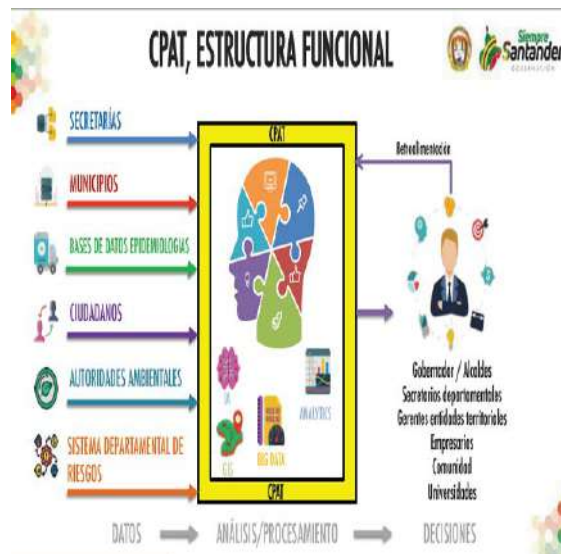 CPAT, ESTRUCTURA FUNCIONAL
Siempre
Santander
GOBERNACIÓN
SECRETARÍAS
MUNICIPIOS
BASES DE DATOS EPIDEMIOLOGIAS
CIUDADANOS
AUTORIDADES AMBIENTALES
SISTEMA DEPARTAMENTAL DE
RIESGOS
CPAT
IA
ANALYTICS
GIS
BIG DATA
CPAT
Retroalimentación
Gobernador / Alcaldes
Secretarios departamentales
Gerentes entidades territoriales
Empresarios
Comunidad
Universidades
DATOS
ANÁLISIS/PROCESAMIENTO
DECISIONES